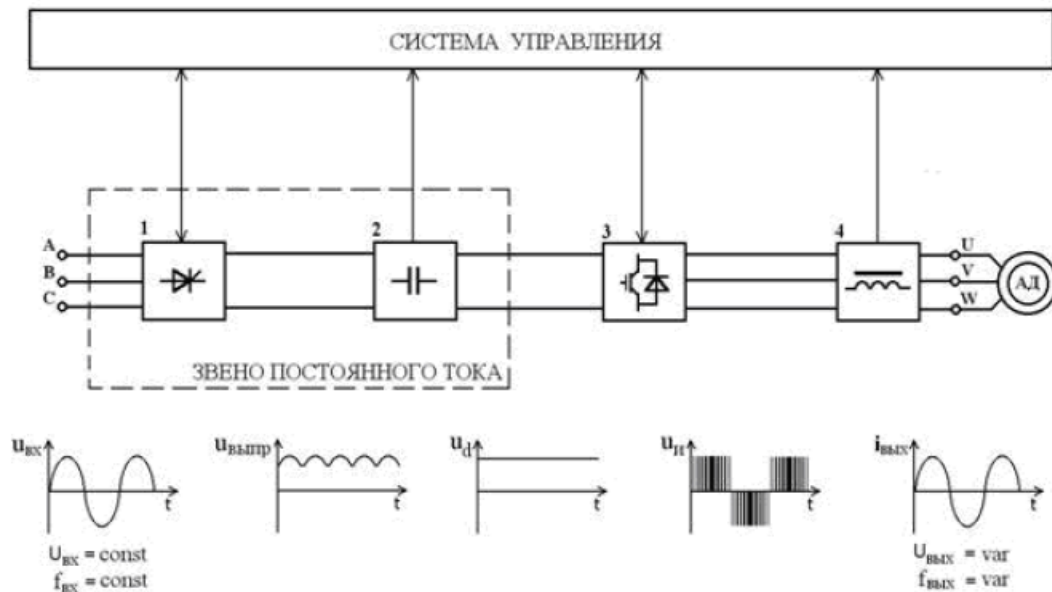 СИСТЕМА УПРАВЛЕНИЯ
1
2
3
4
A
B
C
U
V
W
АД
ЗВЕНО ПОСТОЯННОГО ТОКА
uвх
t
uвыпр
t
ud
t
uи
t
iвых
t
Uвх = const
fвх = const
Uвых = var
fвых = var